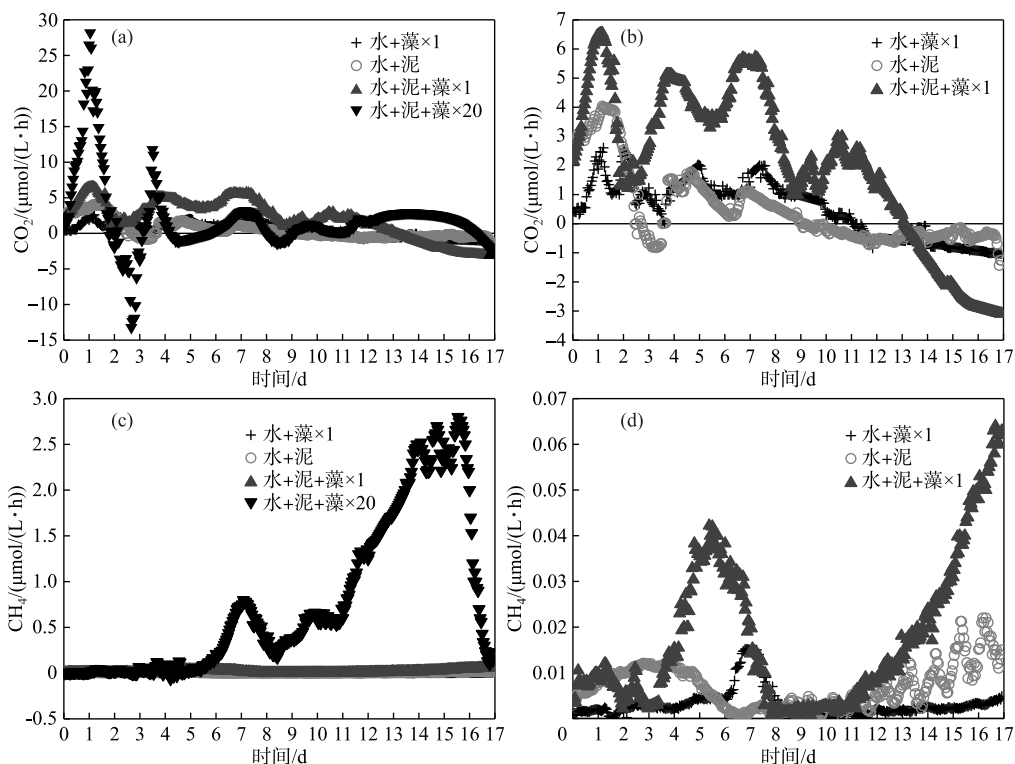 (a)
+ 水+藻×1
○ 水+泥
▲ 水+泥+藻×1
▼ 水+泥+藻×20
CO₂/(μmol/(L·h))
30
25
20
15
10
5
0
−5
−10
−15
0 1 2 3 4 5 6 7 8 9 10 11 12 13 14 15 16 17
时间/d
(b)
+ 水+藻×1
○ 水+泥
▲ 水+泥+藻×1
CO₂/(μmol/(L·h))
7
6
5
4
3
2
1
0
−1
−2
−3
−4
0 1 2 3 4 5 6 7 8 9 10 11 12 13 14 15 16 17
时间/d
(c)
+ 水+藻×1
○ 水+泥
▲ 水+泥+藻×1
▼ 水+泥+藻×20
CH₄/(μmol/(L·h))
3.0
2.5
2.0
1.5
1.0
0.5
0
−0.5
0 1 2 3 4 5 6 7 8 9 10 11 12 13 14 15 16 17
时间/d
(d)
+ 水+藻×1
○ 水+泥
▲ 水+泥+藻×1
CH₄/(μmol/(L·h))
0.07
0.06
0.05
0.04
0.03
0.02
0.01
0 1 2 3 4 5 6 7 8 9 10 11 12 13 14 15 16 17
时间/d